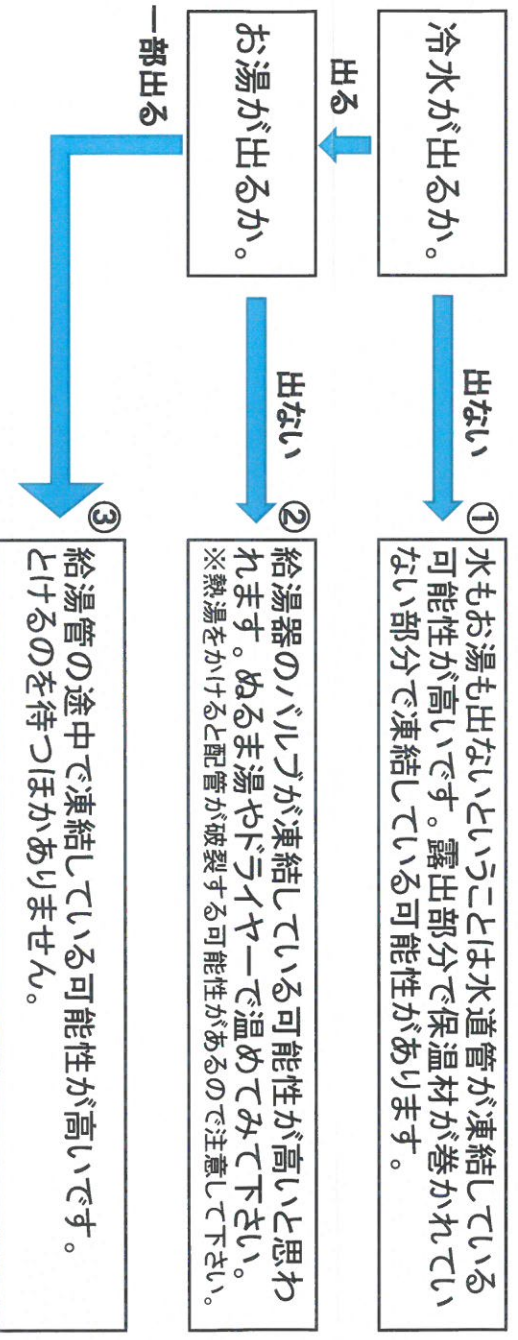 冷水が出るか。
出ない
①
水もお湯も出ないということは水道管が凍結している
可能性が高いです。露出部分で保温材が巻かれてい
ない部分で凍結している可能性があります。
出る
お湯が出るか。
出ない
②
給湯器のバルブが凍結している可能性が高いと思わ
れます。ぬるま湯やドライヤーで温めてみて下さい。
※熱湯をかけると配管が破裂する可能性があるので注意して下さい。
一部出る
③
給湯管の途中で凍結している可能性が高いです。
とけるのを待つほかありません。